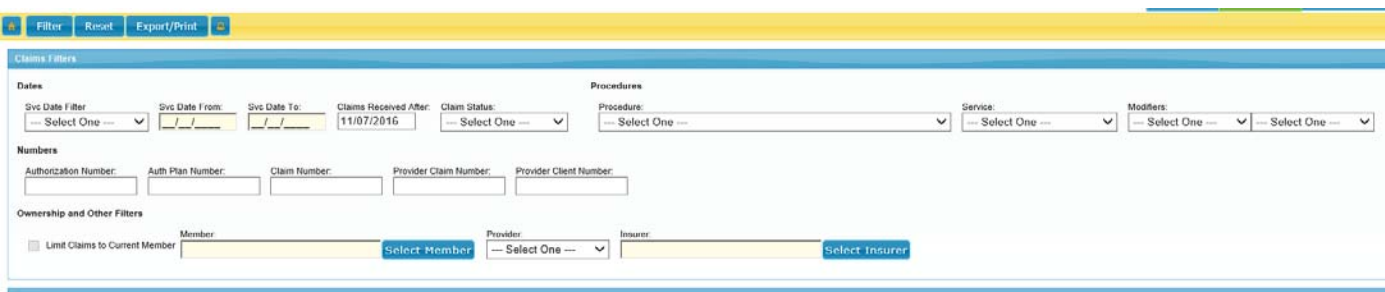 Filter Reset Export/Print
Claims Filters
Dates Procedures
Svc Date Filter Svc Date From: Svc Date To: Claims Received After: Claim Status: Procedure: Service: Modifiers:
--- Select One --- __/__/____ __/__/____ 11/07/2016 --- Select One --- --- Select One --- --- Select One --- --- Select One --- --- Select One ---
Numbers
Authorization Number: Auth Plan Number: Claim Number: Provider Claim Number: Provider Client Number:
Ownership and Other Filters
Member Provider Insurer:
Limit Claims to Current Member Select Member --- Select One --- Select Insurer